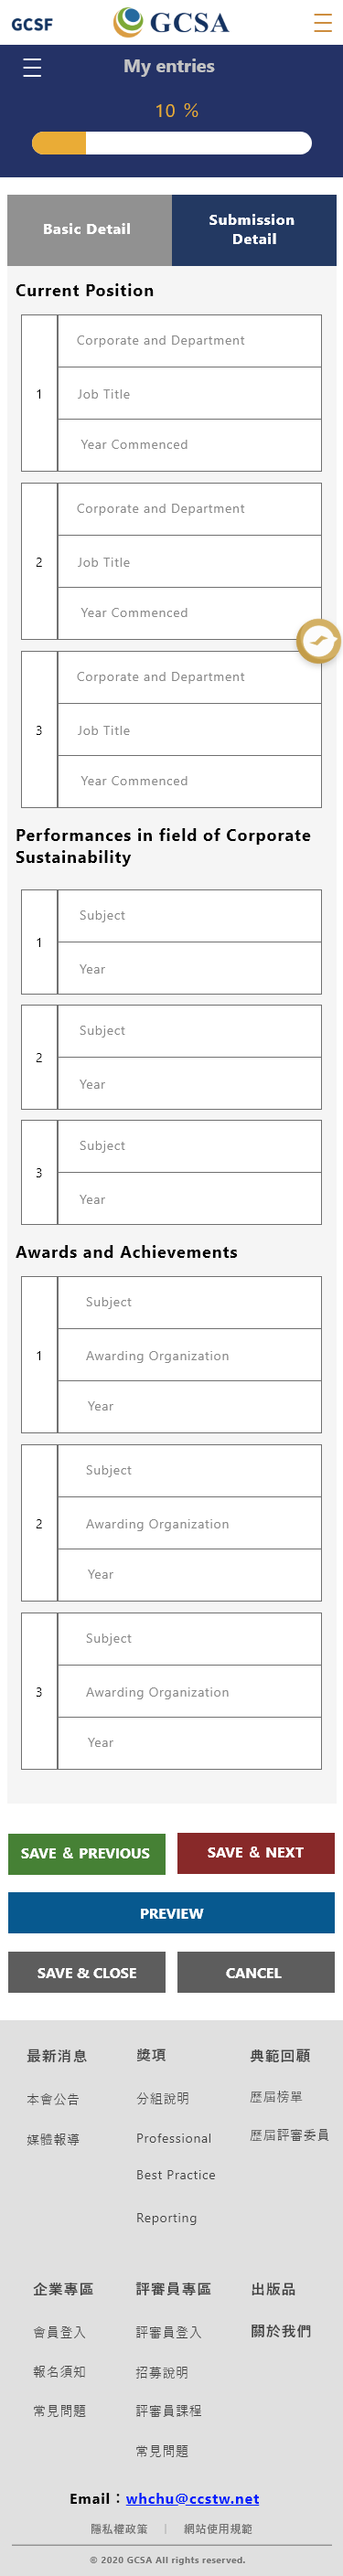 GCSF
GCSA
My entries
10 %
Basic Detail
Submission
Detail
Current Position
Corporate and Department
1
Job Title
Year Commenced
Corporate and Department
2
Job Title
Year Commenced
Corporate and Department
3
Job Title
Year Commenced
Performances in field of Corporate
Sustainability
Subject
1
Year
Subject
2
Year
Subject
3
Year
Awards and Achievements
Subject
1
Awarding Organization
Year
Subject
2
Awarding Organization
Year
Subject
3
Awarding Organization
Year
SAVE & PREVIOUS
SAVE & NEXT
PREVIEW
SAVE & CLOSE
CANCEL
最新消息
本會公告
媒體報導
獎項
分組說明
Professional
Best Practice
Reporting
典範回顧
歷屆榜單
歷屆評審委員
企業專區
會員登入
報名須知
常見問題
評審員專區
評審員登入
招募說明
評審員課程
常見問題
出版品
關於我們
Email：whchu@ccstw.net
隱私權政策 | 網站使用規範
© 2020 GCSA All rights reserved.